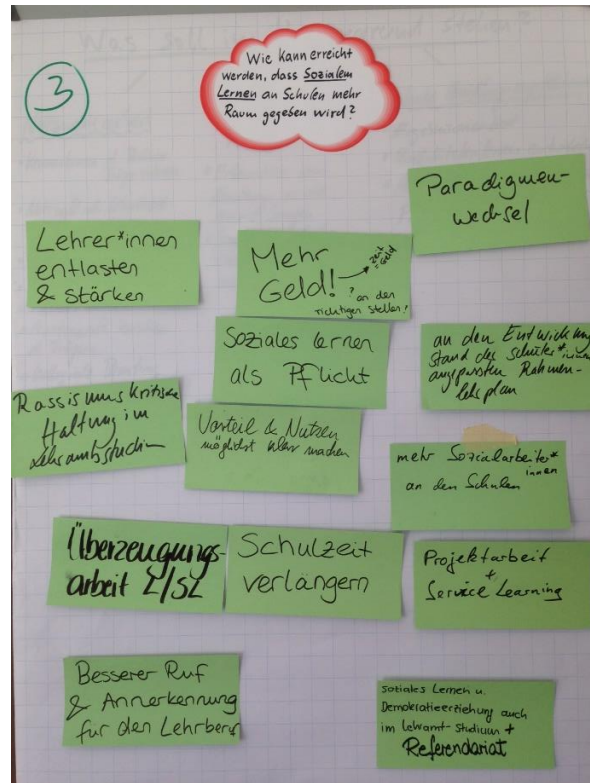 3
Wie kann erreicht
werden, dass Sozialem
Lernen an Schulen mehr
Raum gegeben wird?
Paradigmen-
wechsel
Lehrer*innen
entlasten
& stärken
Mehr
Geld! → Zeit
= Geld
? an den
richtigen Stellen!
Soziales lernen
als Pflicht
an den Entwicklung
stand der Schüler*innen
angepassten Rahmen-
lehrplan
Rassismuskritische
Haltung im
Lehramtsstudium
Vorteil & Nutzen
möglichst klar machen
mehr Sozialarbeiter*
innen
an den Schulen
Überzeugungs-
arbeit L/SL
Schulzeit
verlängern
Projektarbeit
+
Service Learning
Besserer Ruf
& Annerkennung
für den Lehrberuf
soziales Lernen u.
Demokratieerziehung auch
im Lehramt-Studium +
Referendariat